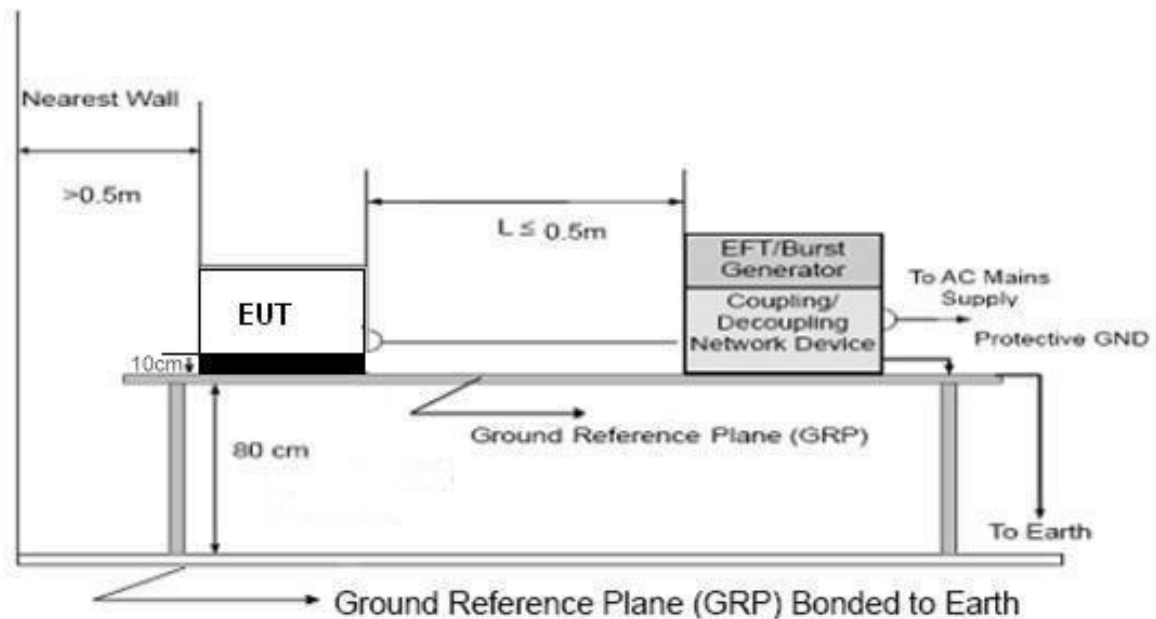 Nearest Wall
>0.5m
L ≤ 0.5m
EFT/Burst
Generator
EUT
Coupling/
Decoupling
Network Device
To AC Mains
Supply
Protective GND
10cm
Ground Reference Plane (GRP)
80 cm
To Earth
Ground Reference Plane (GRP) Bonded to Earth